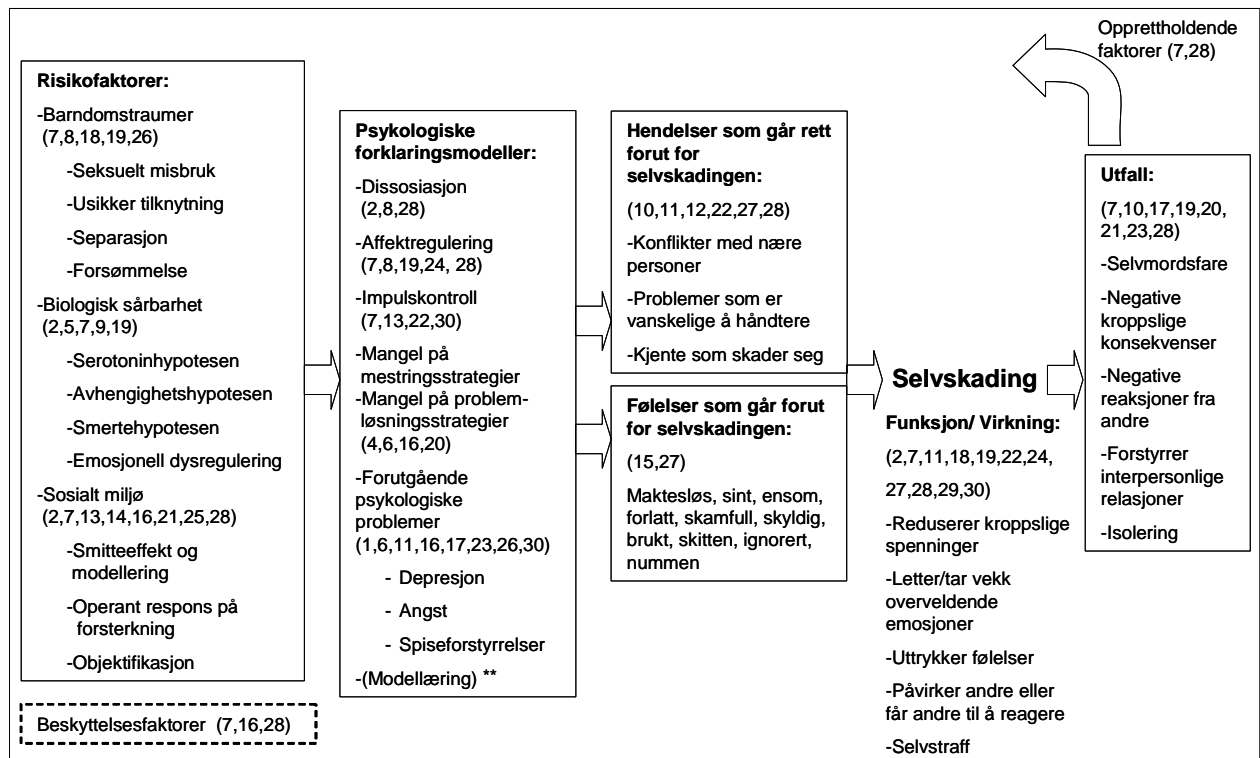 Risikofaktorer:
-Barndomstraumer
(7,8,18,19,26)
-Seksuelt misbruk
-Usikker tilknytning
-Separasjon
-Forsømmelse
-Biologisk sårbarhet
(2,5,7,9,19)
-Serotoninhypotesen
-Avhengighetshypotesen
-Smertehypotesen
-Emosjonell dysregulering
-Sosialt miljø
(2,7,13,14,16,21,25,28)
-Smitteeffekt og
modellering
-Operant respons på
forsterkning
-Objektifikasjon
Beskyttelsesfaktorer (7,16,28)
Psykologiske
forklaringsmodeller:
-Dissosiasjon
(2,8,28)
-Affektregulering
(7,8,19,24, 28)
-Impulskontroll
(7,13,22,30)
-Mangel på
mestringsstrategier
-Mangel på problem-
løsningsstrategier
(4,6,16,20)
-Forutgående
psykologiske
problemer
(1,6,11,16,17,23,26,30)
- Depresjon
- Angst
- Spiseforstyrrelser
-(Modellæring) **
Hendelser som går rett
forut for
selvskadingen:
(10,11,12,22,27,28)
-Konflikter med nære
personer
-Problemer som er
vanskelige å håndtere
-Kjente som skader seg
Følelser som går forut
for selvskadingen:
(15,27)
Maktesløs, sint, ensom,
forlatt, skamfull, skyldig,
brukt, skitten, ignorert,
nummen
Selvskading
Funksjon/ Virkning:
(2,7,11,18,19,22,24,
27,28,29,30)
-Reduserer kroppslige
spenninger
-Letter/tar vekk
overveldende
emosjoner
-Uttrykker følelser
-Påvirker andre eller
får andre til å reagere
-Selvstraff
Opprettholdende
faktorer (7,28)
Utfall:
(7,10,17,19,20,
21,23,28)
-Selvmordsfare
-Negative
kroppslige
konsekvenser
-Negative
reaksjoner fra
andre
-Forstyrrer
interpersonlige
relasjoner
-Isolering